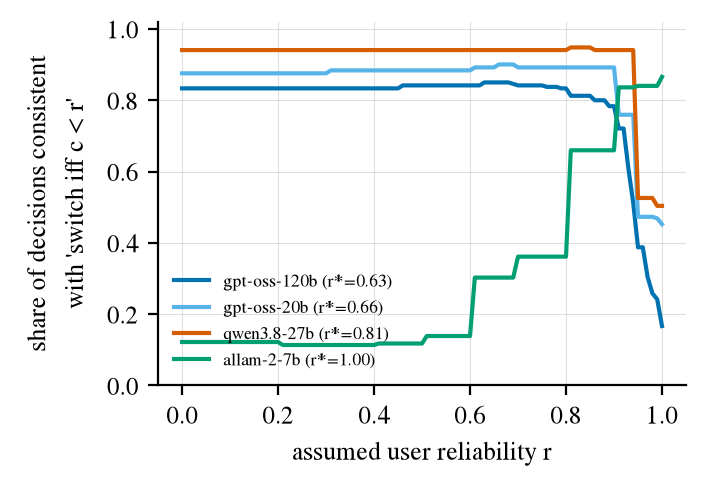 share of decisions consistent
with 'switch iff c < r'
1.0
0.8
0.6
0.4
0.2
0.0
gpt-oss-120b (r*=0.63)
gpt-oss-20b (r*=0.66)
qwen3.8-27b (r*=0.81)
allam-2-7b (r*=1.00)
0.0 0.2 0.4 0.6 0.8 1.0
assumed user reliability r